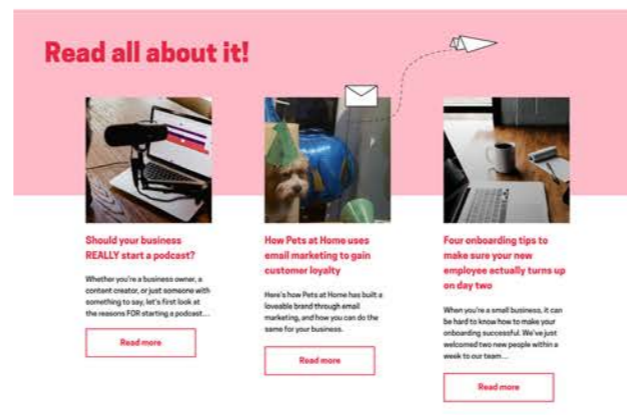 Read all about it!
Should your business
REALLY start a podcast?
Whether you're a business owner, a
content creator, or just someone with
something to say, let's first look at
the reasons FOR starting a podcast…
Read more
How Pets at Home uses
email marketing to gain
customer loyalty
Here's how Pets at Home has built a
loveable brand through email
marketing, and how you can do the
same for your business.
Read more
Four onboarding tips to
make sure your new
employee actually turns up
on day two
When you're a small business, it can
be hard to know how to make your
onboarding successful. We've just
welcomed two new people within a
week to our team…
Read more